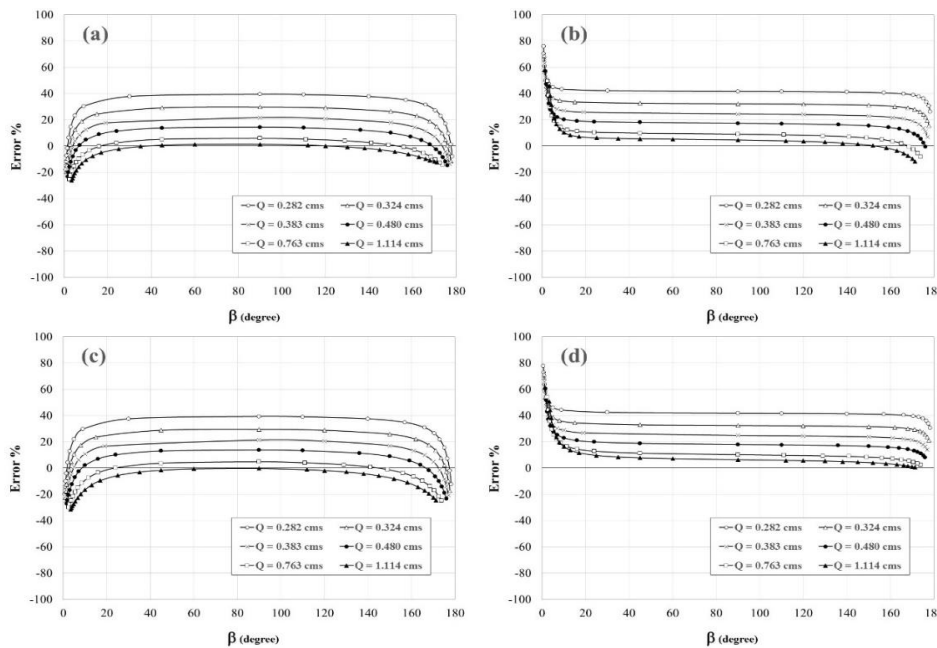 (a)
100
80
60
40
20
0
-20
-40
-60
-80
-100
Error %
0 20 40 60 80 100 120 140 160 180
β (degree)
Q = 0.282 cms Q = 0.324 cms
Q = 0.383 cms Q = 0.480 cms
Q = 0.763 cms Q = 1.114 cms
(b)
100
80
60
40
20
0
-20
-40
-60
-80
-100
Error %
0 20 40 60 80 100 120 140 160 180
β (degree)
Q = 0.282 cms Q = 0.324 cms
Q = 0.383 cms Q = 0.480 cms
Q = 0.763 cms Q = 1.114 cms
(c)
100
80
60
40
20
0
-20
-40
-60
-80
-100
Error %
0 20 40 60 80 100 120 140 160 180
β (degree)
Q = 0.282 cms Q = 0.324 cms
Q = 0.383 cms Q = 0.480 cms
Q = 0.763 cms Q = 1.114 cms
(d)
100
80
60
40
20
0
-20
-40
-60
-80
-100
Error %
0 20 40 60 80 100 120 140 160 180
β (degree)
Q = 0.282 cms Q = 0.324 cms
Q = 0.383 cms Q = 0.480 cms
Q = 0.763 cms Q = 1.114 cms